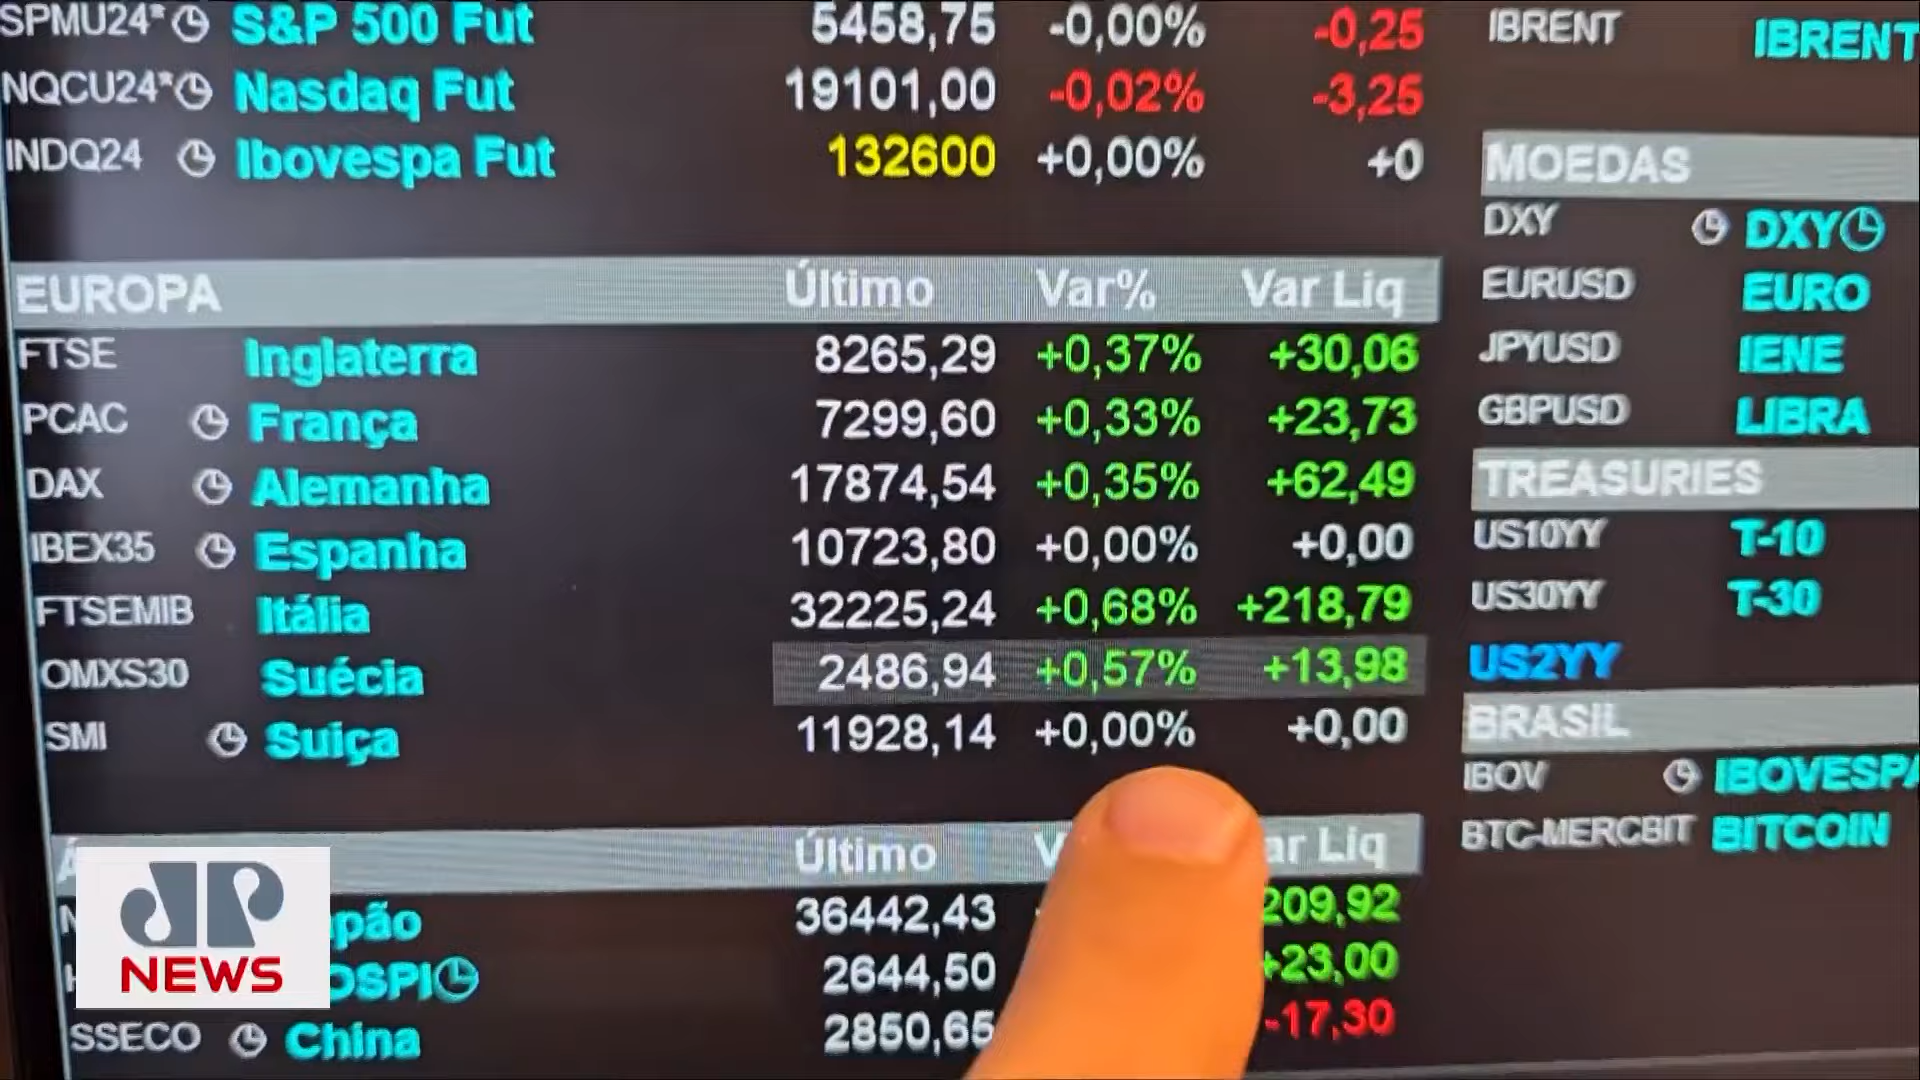 SPMU24* S&P 500 Fut 5458,75 -0,00% -0,25
NQCU24* Nasdaq Fut 19101,00 -0,02% -3,25
INDQ24 Ibovespa Fut 132600 +0,00% +0
EUROPA Último Var% Var Liq
FTSE Inglaterra 8265,29 +0,37% +30,06
PCAC França 7299,60 +0,33% +23,73
DAX Alemanha 17874,54 +0,35% +62,49
IBEX35 Espanha 10723,80 +0,00% +0,00
FTSEMIB Itália 32225,24 +0,68% +218,79
OMXS30 Suécia 2486,94 +0,57% +13,98
SMI Suiça 11928,14 +0,00% +0,00
Último Liq
36442,43 209,92
2644,50 +23,00
SSECO China 2850,65 -17,30
IBRENT IBRENT
MOEDAS
DXY DXY
EURUSD EURO
JPYUSD IENE
GBPUSD LIBRA
TREASURIES
US10YY T-10
US30YY T-30
US2YY
BRASIL
IBOV IBOVESPA
BTC-MERCBIT BITCOIN
JP
NEWS